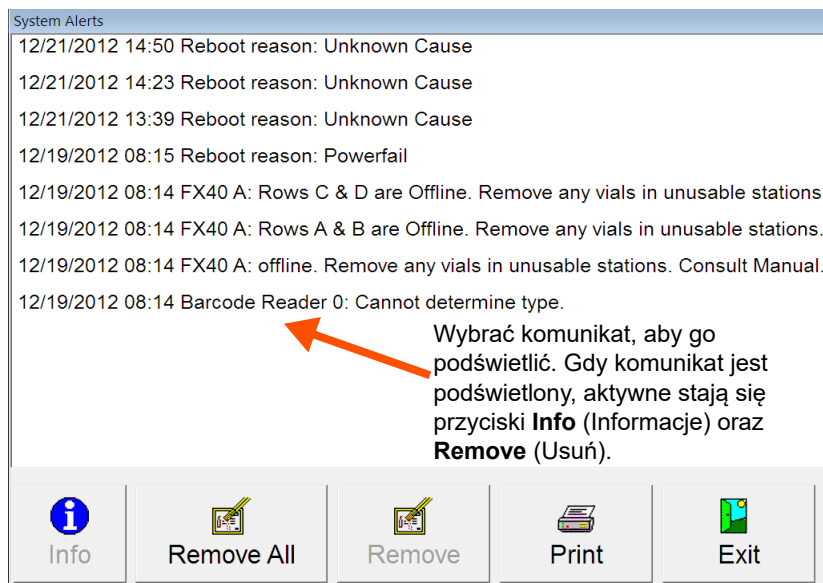 System Alerts
12/21/2012 14:50 Reboot reason: Unknown Cause
12/21/2012 14:23 Reboot reason: Unknown Cause
12/21/2012 13:39 Reboot reason: Unknown Cause
12/19/2012 08:15 Reboot reason: Powerfail
12/19/2012 08:14 FX40 A: Rows C & D are Offline. Remove any vials in unusable stations
12/19/2012 08:14 FX40 A: Rows A & B are Offline. Remove any vials in unusable stations.
12/19/2012 08:14 FX40 A: offline. Remove any vials in unusable stations. Consult Manual.
12/19/2012 08:14 Barcode Reader 0: Cannot determine type.
Wybrać komunikat, aby go
podświetlić. Gdy komunikat jest
podświetlony, aktywne stają się
przyciski Info (Informacje) oraz
Remove (Usuń).
Info
Remove All
Remove
Print
Exit